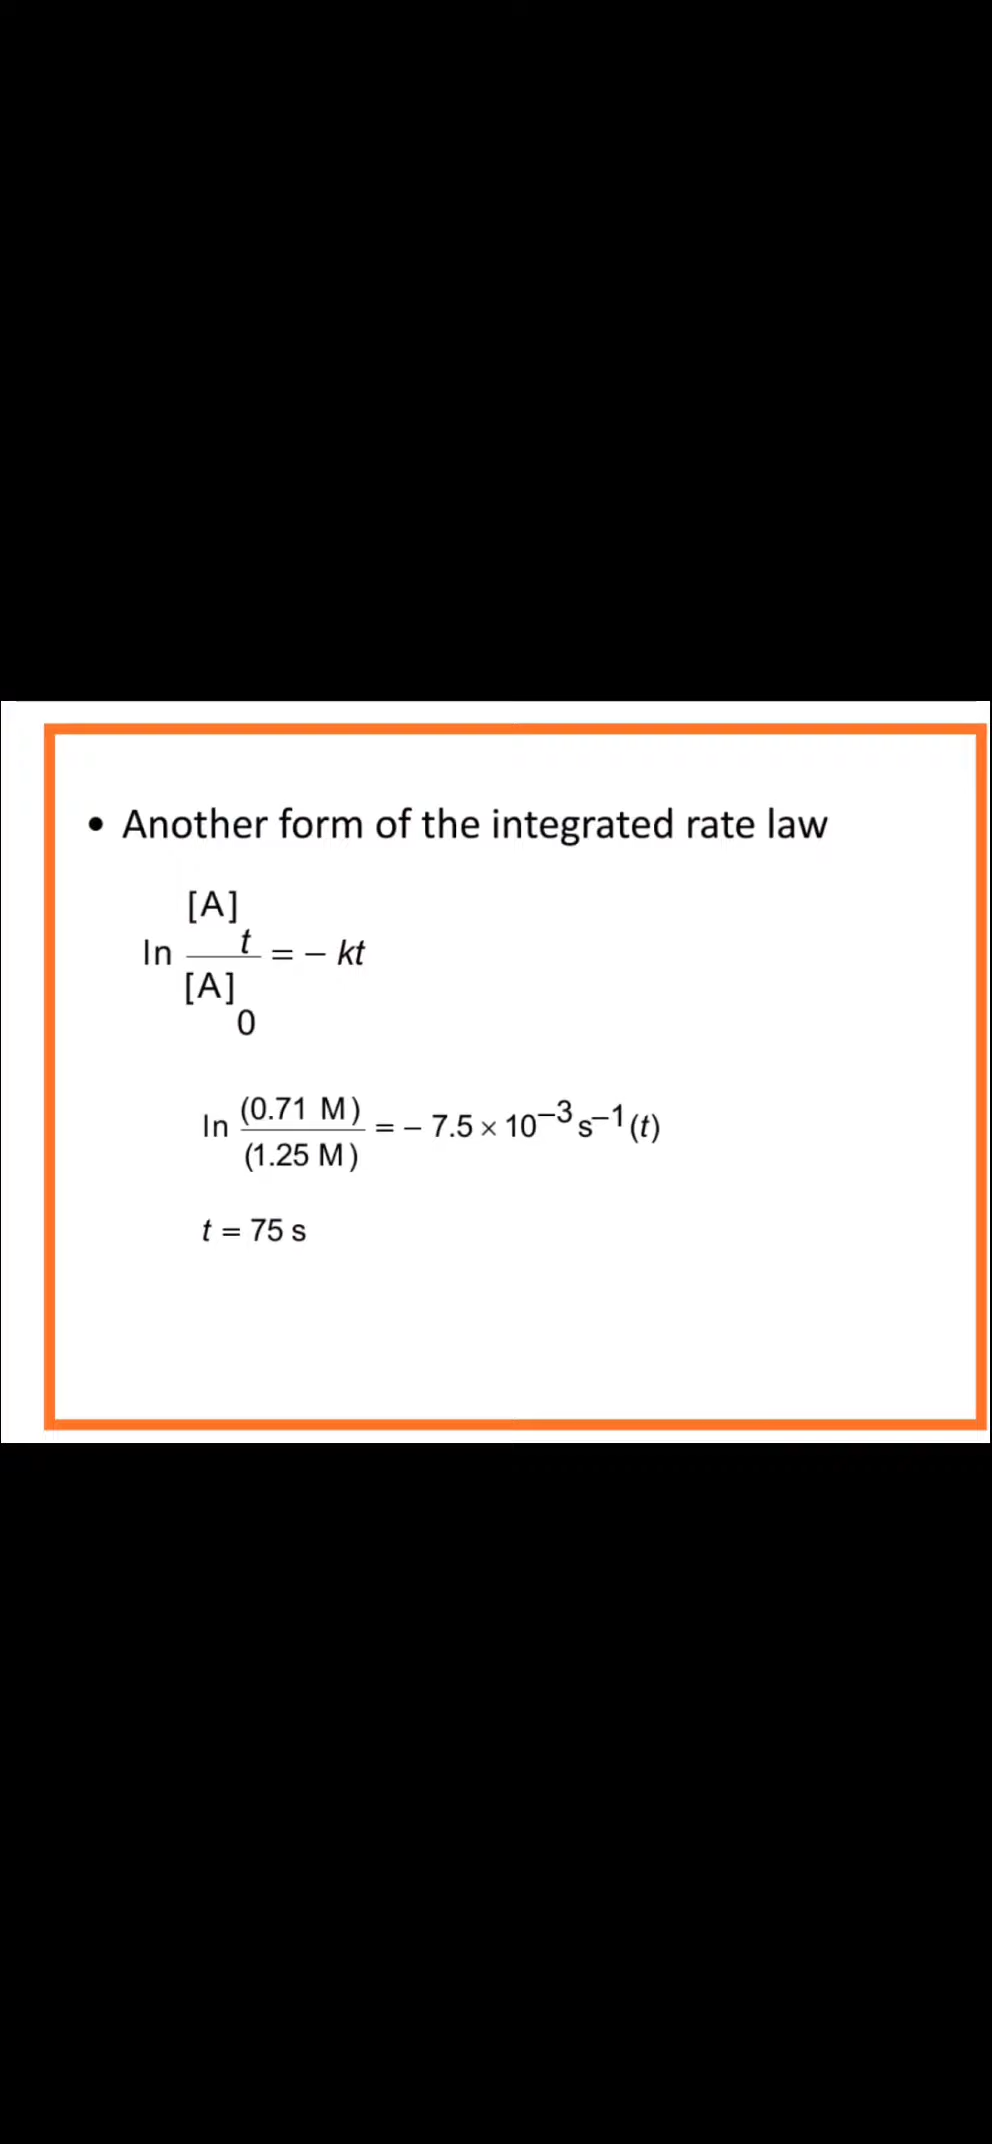 • Another form of the integrated rate law
ln [A]t / [A]0 = – kt
ln (0.71 M) / (1.25 M) = – 7.5 × 10⁻³ s⁻¹ (t)
t = 75 s